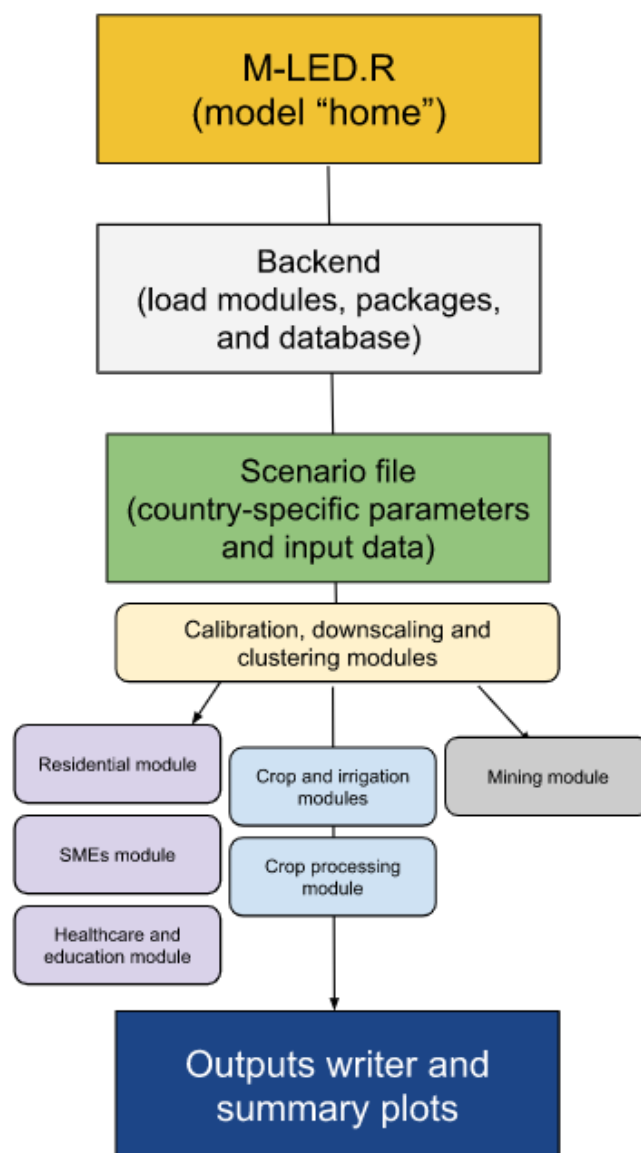 M-LED.R
(model “home”)
Backend
(load modules, packages,
and database)
Scenario file
(country-specific parameters
and input data)
Calibration, downscaling and
clustering modules
Residential module
SMEs module
Healthcare and
education module
Crop and irrigation
modules
Crop processing
module
Mining module
Outputs writer and
summary plots